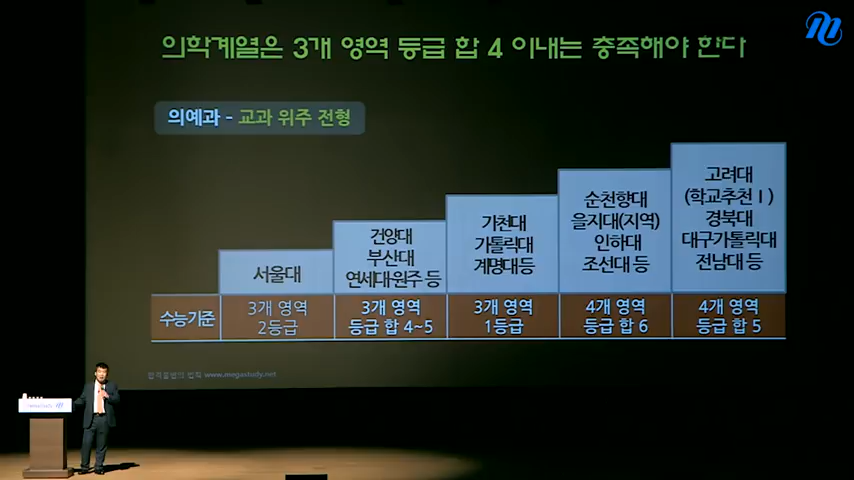 의학계열은 3개 영역 등급 합 4 이내는 충족해야 한다
의예과 - 교과 위주 전형
서울대
건양대
부산대
연세대원주 등
가천대
가톨릭대
계명대등
순천향대
을지대(지역)
인하대
조선대 등
고려대
(학교추천 I)
경북대
대구가톨릭대
전남대 등
수능기준
3개 영역
2등급
3개 영역
등급 합 4~5
3개 영역
1등급
4개 영역
등급 합 6
4개 영역
등급 합 5
합격불변의 법칙 www.megastudy.net